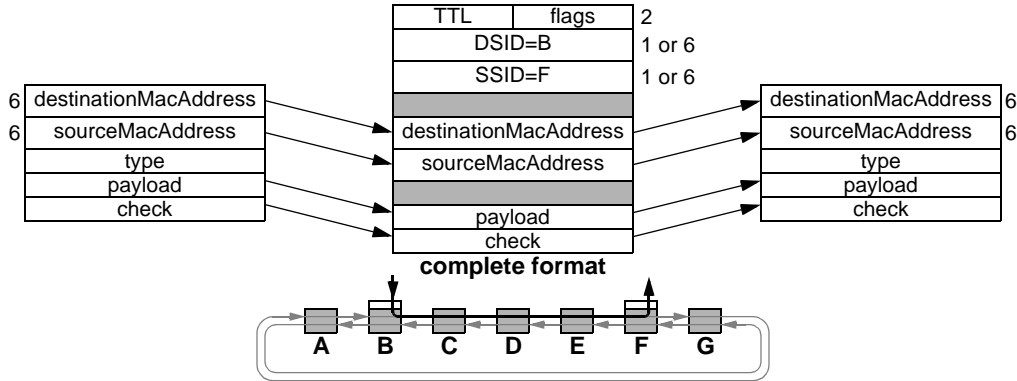 TTL flags 2
DSID=B 1 or 6
SSID=F 1 or 6
6 destinationMacAddress
6 sourceMacAddress
type
payload
check
destinationMacAddress
sourceMacAddress
payload
check
complete format
destinationMacAddress 6
sourceMacAddress 6
type
payload
check
A B C D E F G